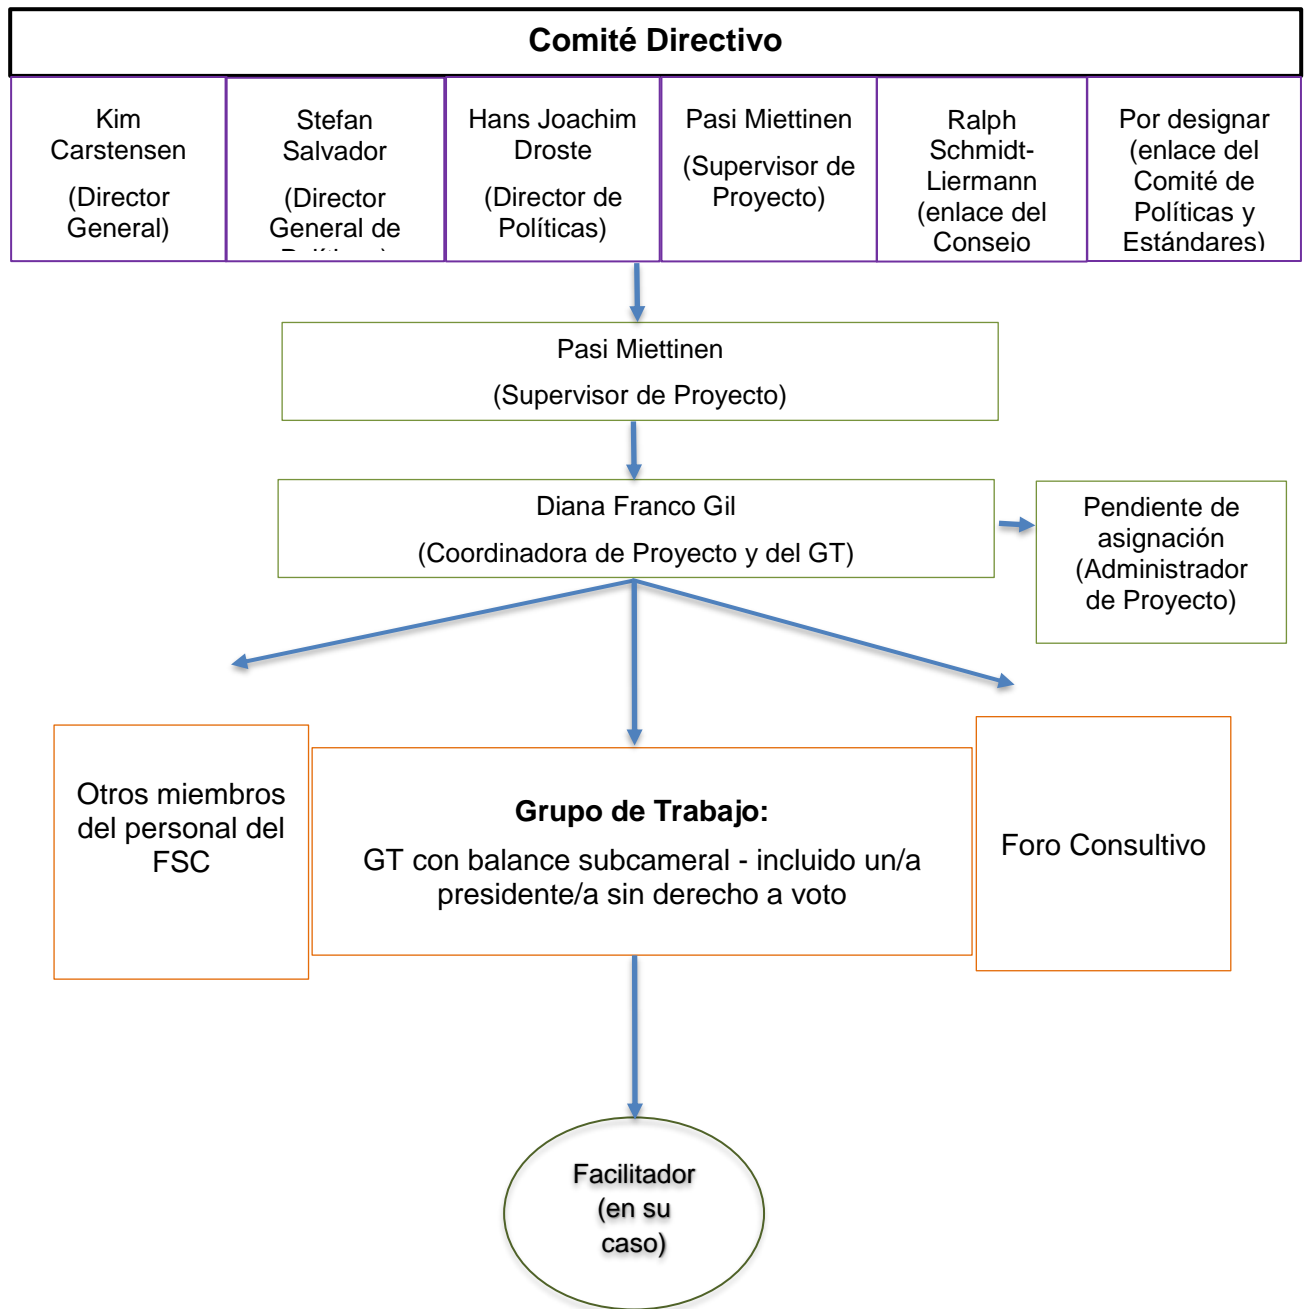 Comité Directivo
Kim
Carstensen
(Director
General)
Stefan
Salvador
(Director
General de
Hans Joachim
Droste
(Director de
Políticas)
Pasi Miettinen
(Supervisor de
Proyecto)
Ralph
Schmidt-
Liermann
(enlace del
Consejo
Por designar
(enlace del
Comité de
Políticas y
Estándares)
Pasi Miettinen
(Supervisor de Proyecto)
Diana Franco Gil
(Coordinadora de Proyecto y del GT)
Pendiente de
asignación
(Administrador
de Proyecto)
Otros miembros
del personal del
FSC
Grupo de Trabajo:
GT con balance subcameral - incluido un/a
presidente/a sin derecho a voto
Foro Consultivo
Facilitador
(en su
caso)